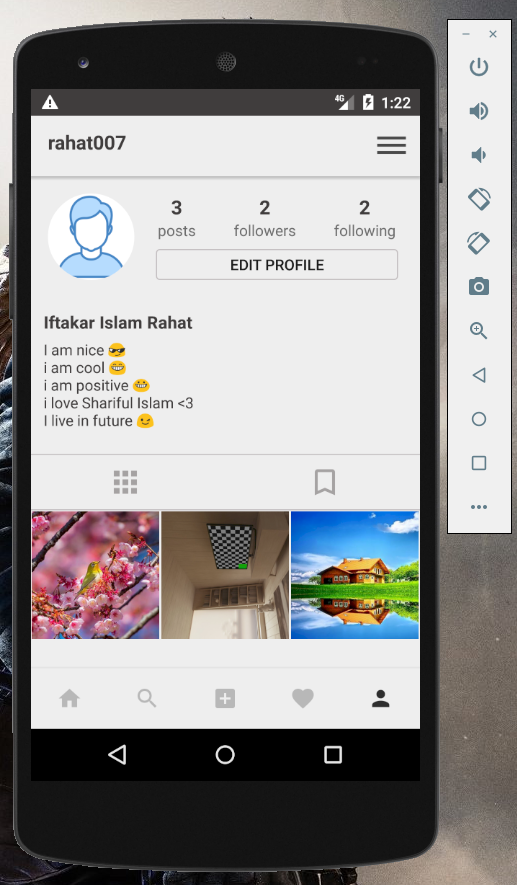 4G 1:22
rahat007
3 2 2
posts followers following
EDIT PROFILE
Iftakar Islam Rahat
I am nice 😎
i am cool 😁
i am positive 😂
i love Shariful Islam <3
I live in future 😉